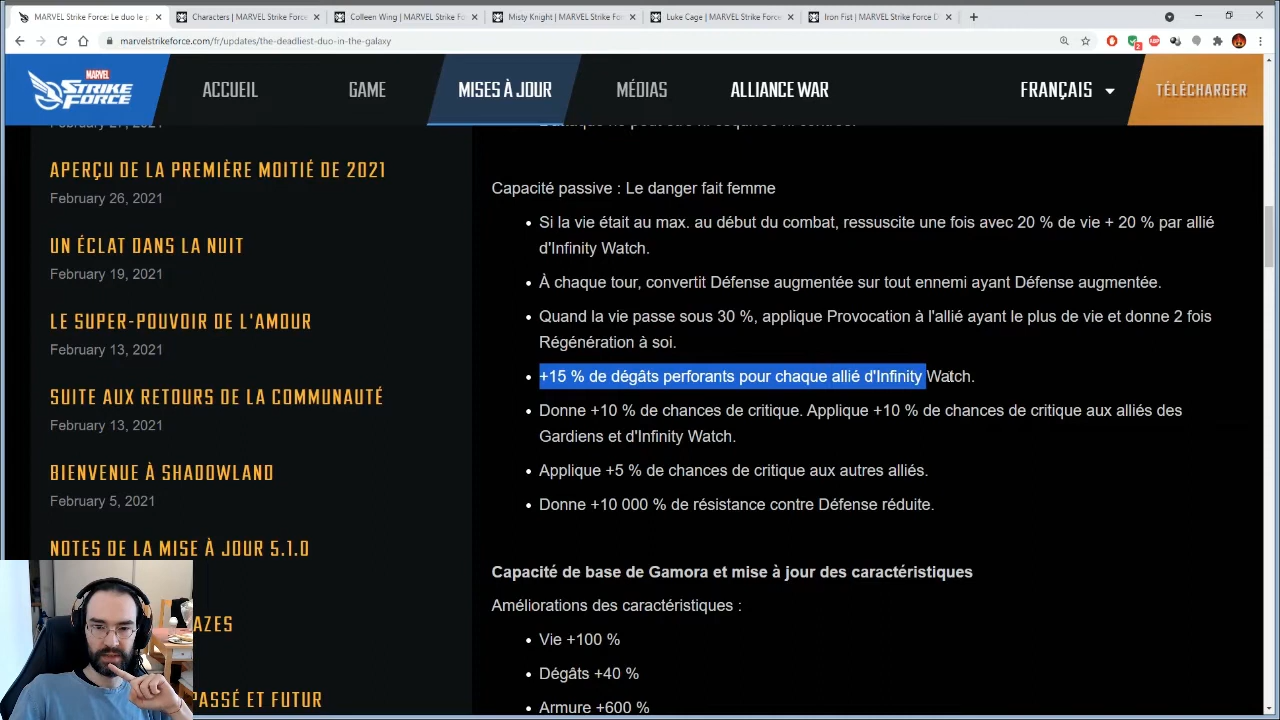 MARVEL Strike Force: Le duo le p
Characters | MARVEL Strike Force
Colleen Wing | MARVEL Strike Fo
Misty Knight | MARVEL Strike For
Luke Cage | MARVEL Strike Force
Iron Fist | MARVEL Strike Force D
marvelstrikeforce.com/fr/updates/the-deadliest-duo-in-the-galaxy
MARVEL
STRIKE
FORCE
ACCUEIL
GAME
MISES À JOUR
MÉDIAS
ALLIANCE WAR
FRANÇAIS
TÉLÉCHARGER
APERÇU DE LA PREMIÈRE MOITIÉ DE 2021
February 26, 2021
UN ÉCLAT DANS LA NUIT
February 19, 2021
LE SUPER-POUVOIR DE L'AMOUR
February 13, 2021
SUITE AUX RETOURS DE LA COMMUNAUTÉ
February 13, 2021
BIENVENUE À SHADOWLAND
February 5, 2021
NOTES DE LA MISE À JOUR 5.1.0
AZES
PASSÉ ET FUTUR
Capacité passive : Le danger fait femme
Si la vie était au max. au début du combat, ressuscite une fois avec 20 % de vie + 20 % par allié
d'Infinity Watch.
À chaque tour, convertit Défense augmentée sur tout ennemi ayant Défense augmentée.
Quand la vie passe sous 30 %, applique Provocation à l'allié ayant le plus de vie et donne 2 fois
Régénération à soi.
+15 % de dégâts perforants pour chaque allié d'Infinity Watch.
Donne +10 % de chances de critique. Applique +10 % de chances de critique aux alliés des
Gardiens et d'Infinity Watch.
Applique +5 % de chances de critique aux autres alliés.
Donne +10 000 % de résistance contre Défense réduite.
Capacité de base de Gamora et mise à jour des caractéristiques
Améliorations des caractéristiques :
Vie +100 %
Dégâts +40 %
Armure +600 %